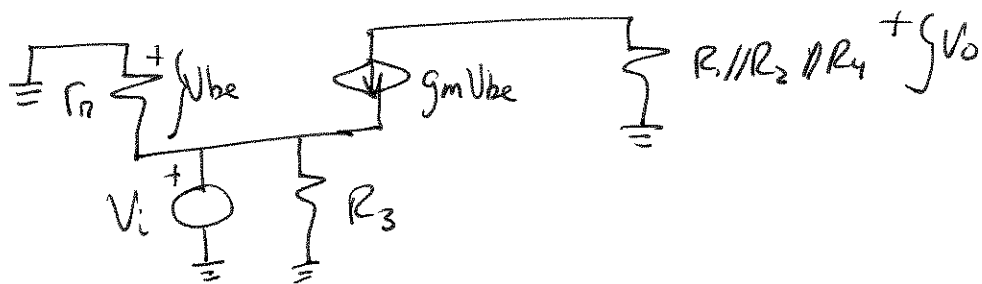 rπ
+
Vbe
gmVbe
R1//R2//R4
+
Vo
+
Vi
R3